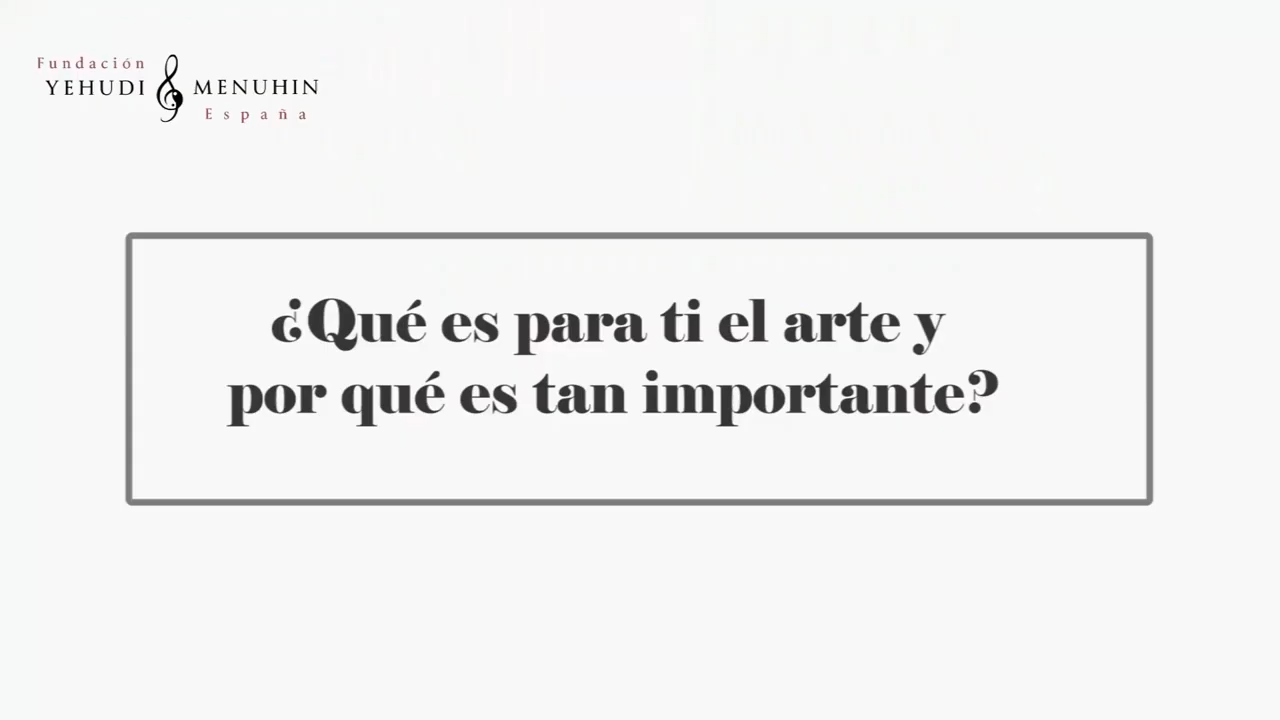 Fundación
YEHUDI MENUHIN
España
¿Qué es para ti el arte y
por qué es tan importante?